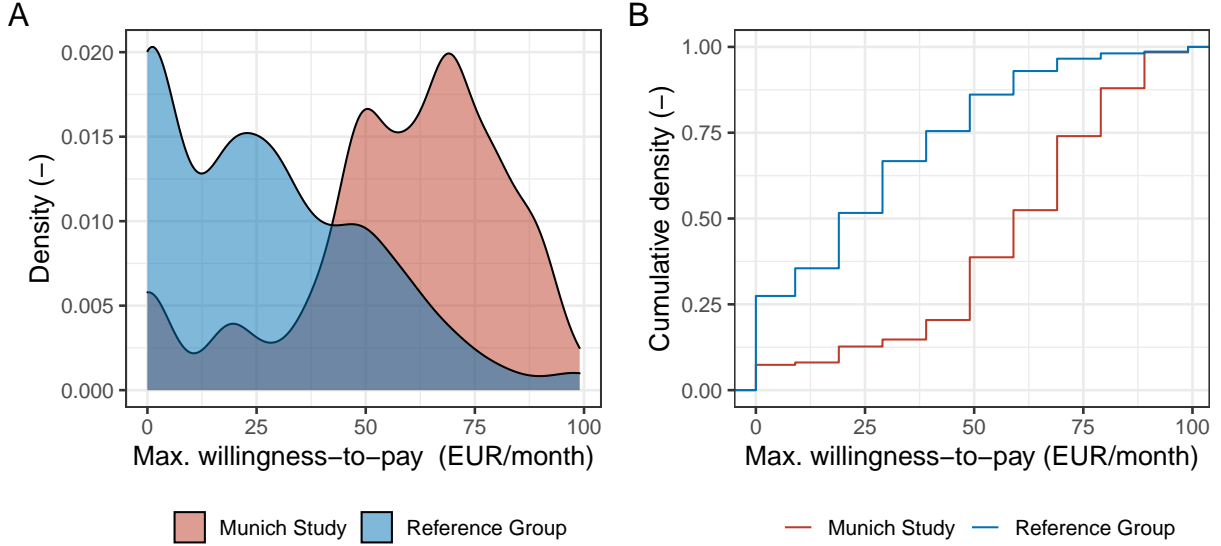 A
0.020
0.015
0.010
0.005
0.000
Density (−)
0 25 50 75 100
Max. willingness−to−pay  (EUR/month)
Munich Study Reference Group
B
1.00
0.75
0.50
0.25
0.00
Cumulative density (−)
0 25 50 75 100
Max. willingness−to−pay (EUR/month)
Munich Study Reference Group